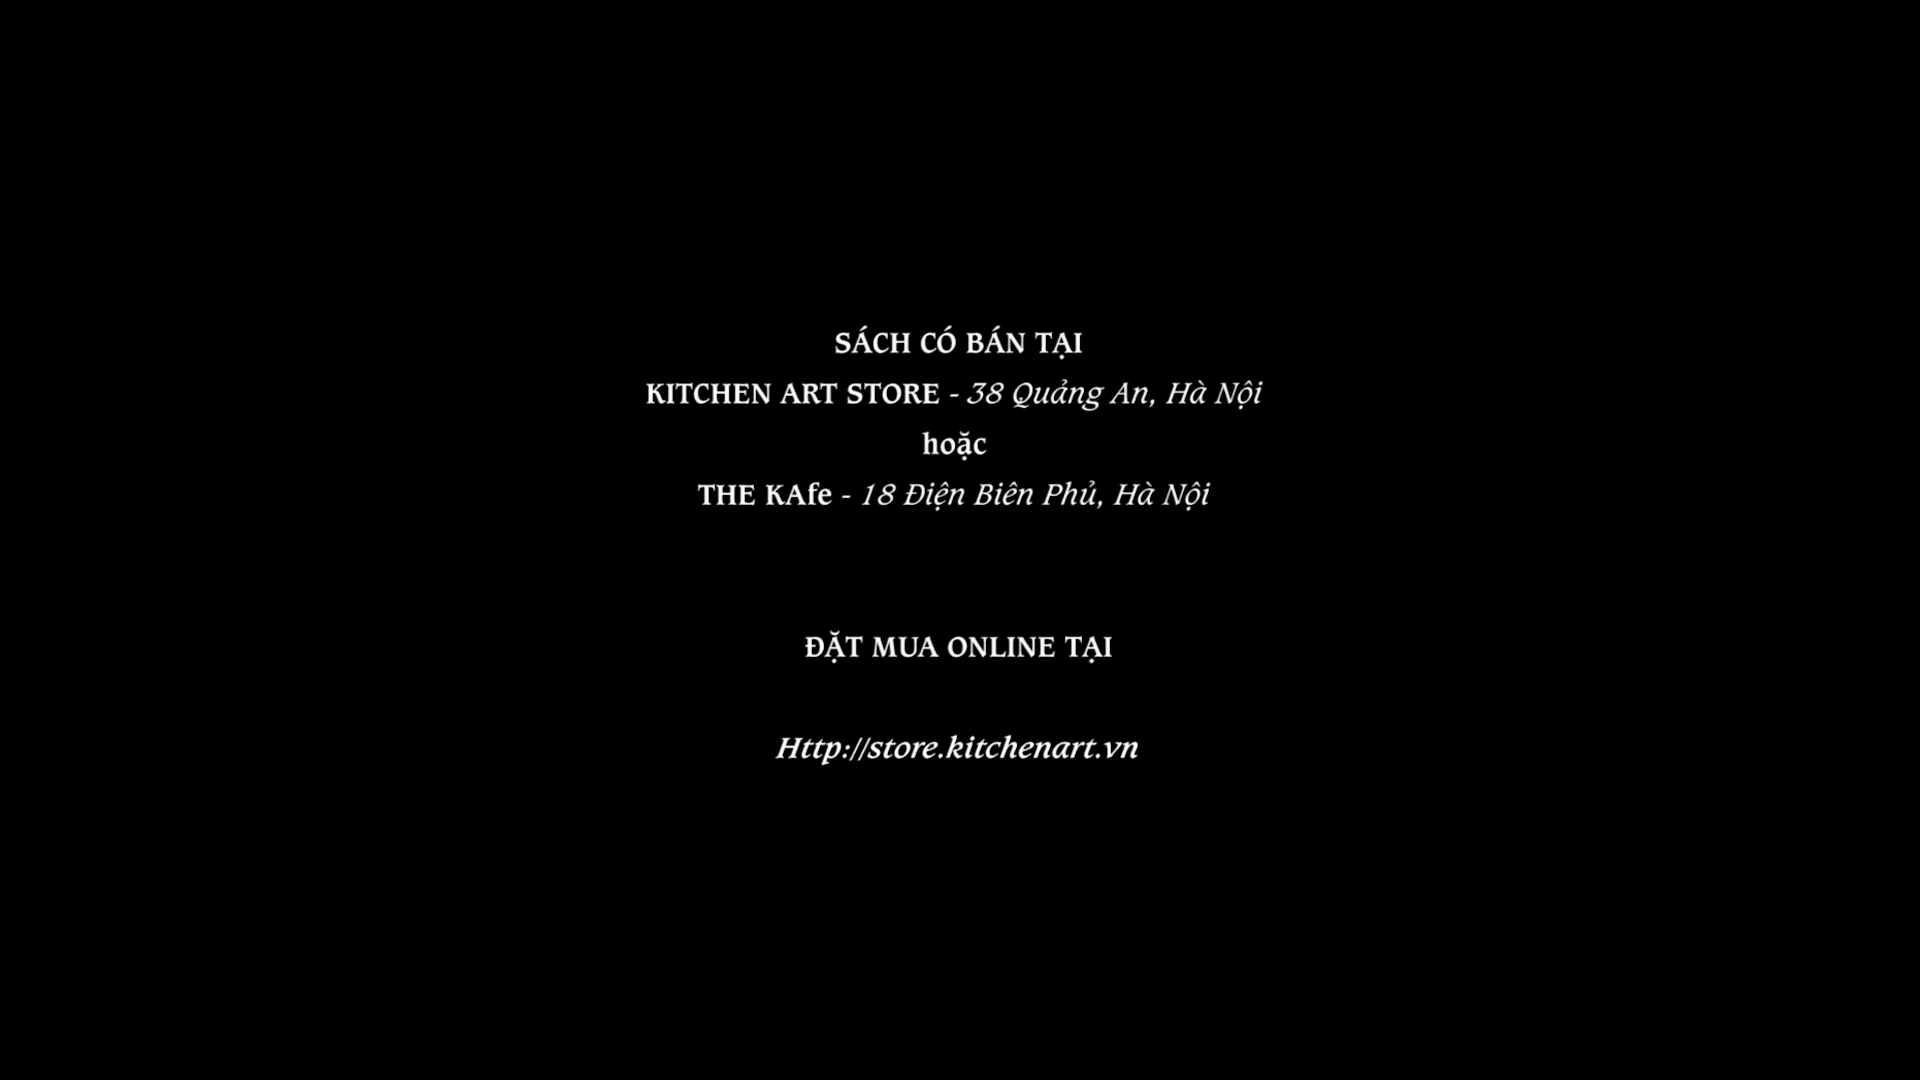 SÁCH CÓ BÁN TẠI
KITCHEN ART STORE - 38 Quảng An, Hà Nội
hoặc
THE KAfe - 18 Điện Biên Phủ, Hà Nội
ĐẶT MUA ONLINE TẠI
Http://store.kitchenart.vn